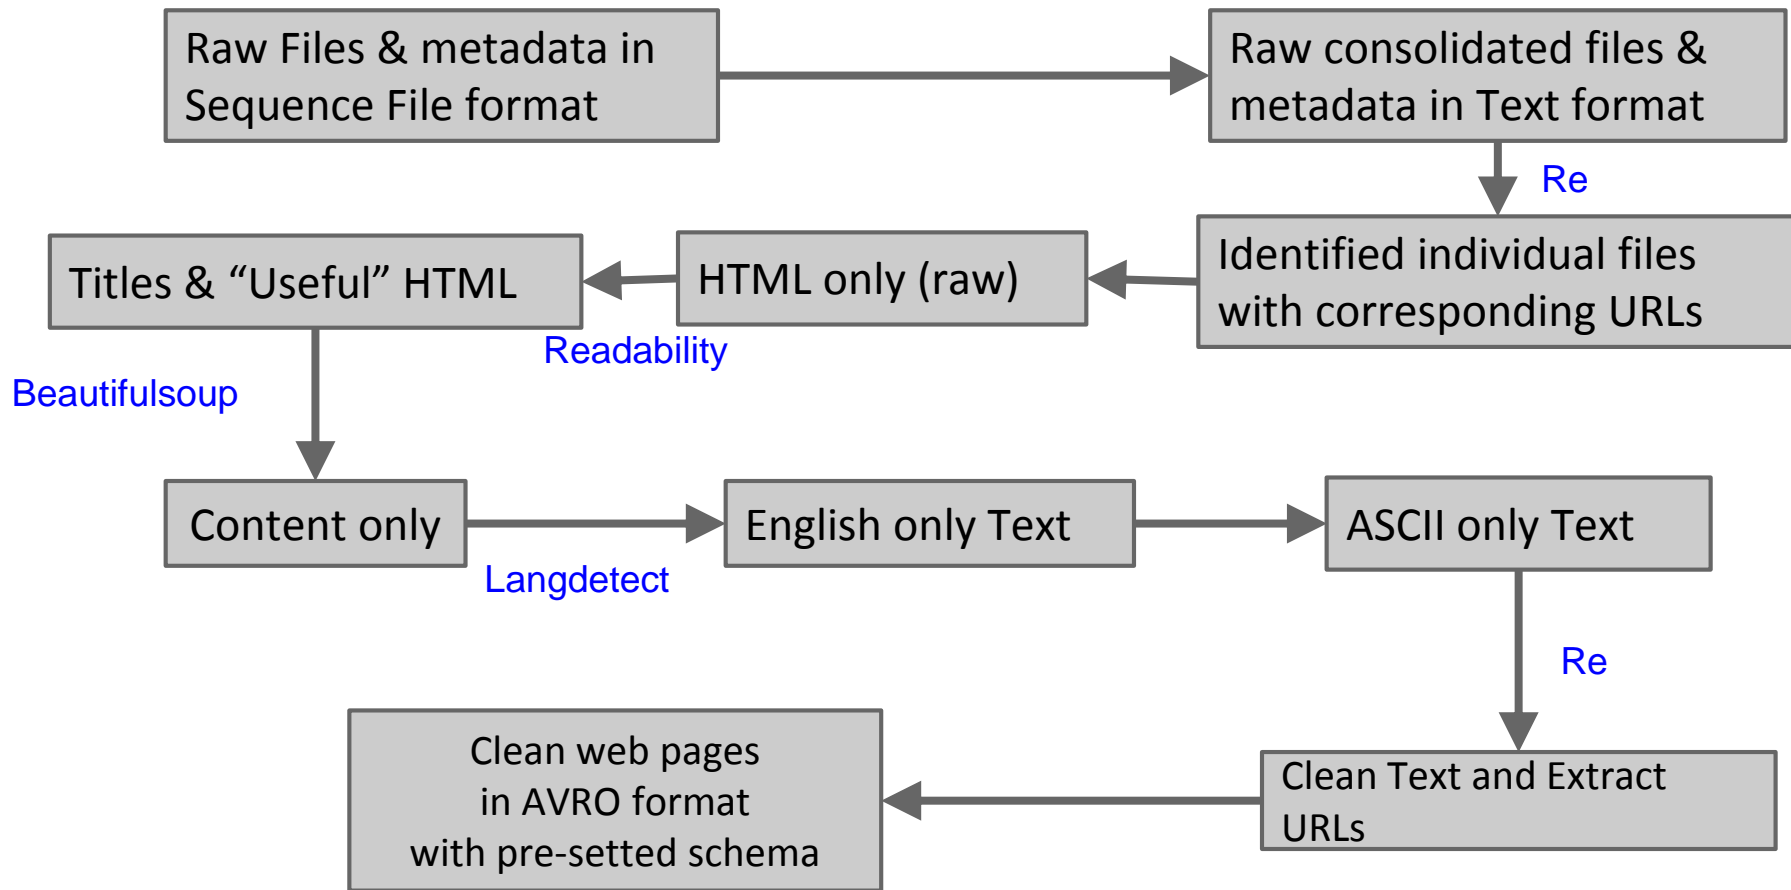 Raw Files & metadata in
Sequence File format
Raw consolidated files &
metadata in Text format
Re
Identified individual files
with corresponding URLs
HTML only (raw)
Readability
Titles & “Useful” HTML
Beautifulsoup
Content only
Langdetect
English only Text
ASCII only Text
Re
Clean Text and Extract
URLs
Clean web pages
in AVRO format
with pre-setted schema